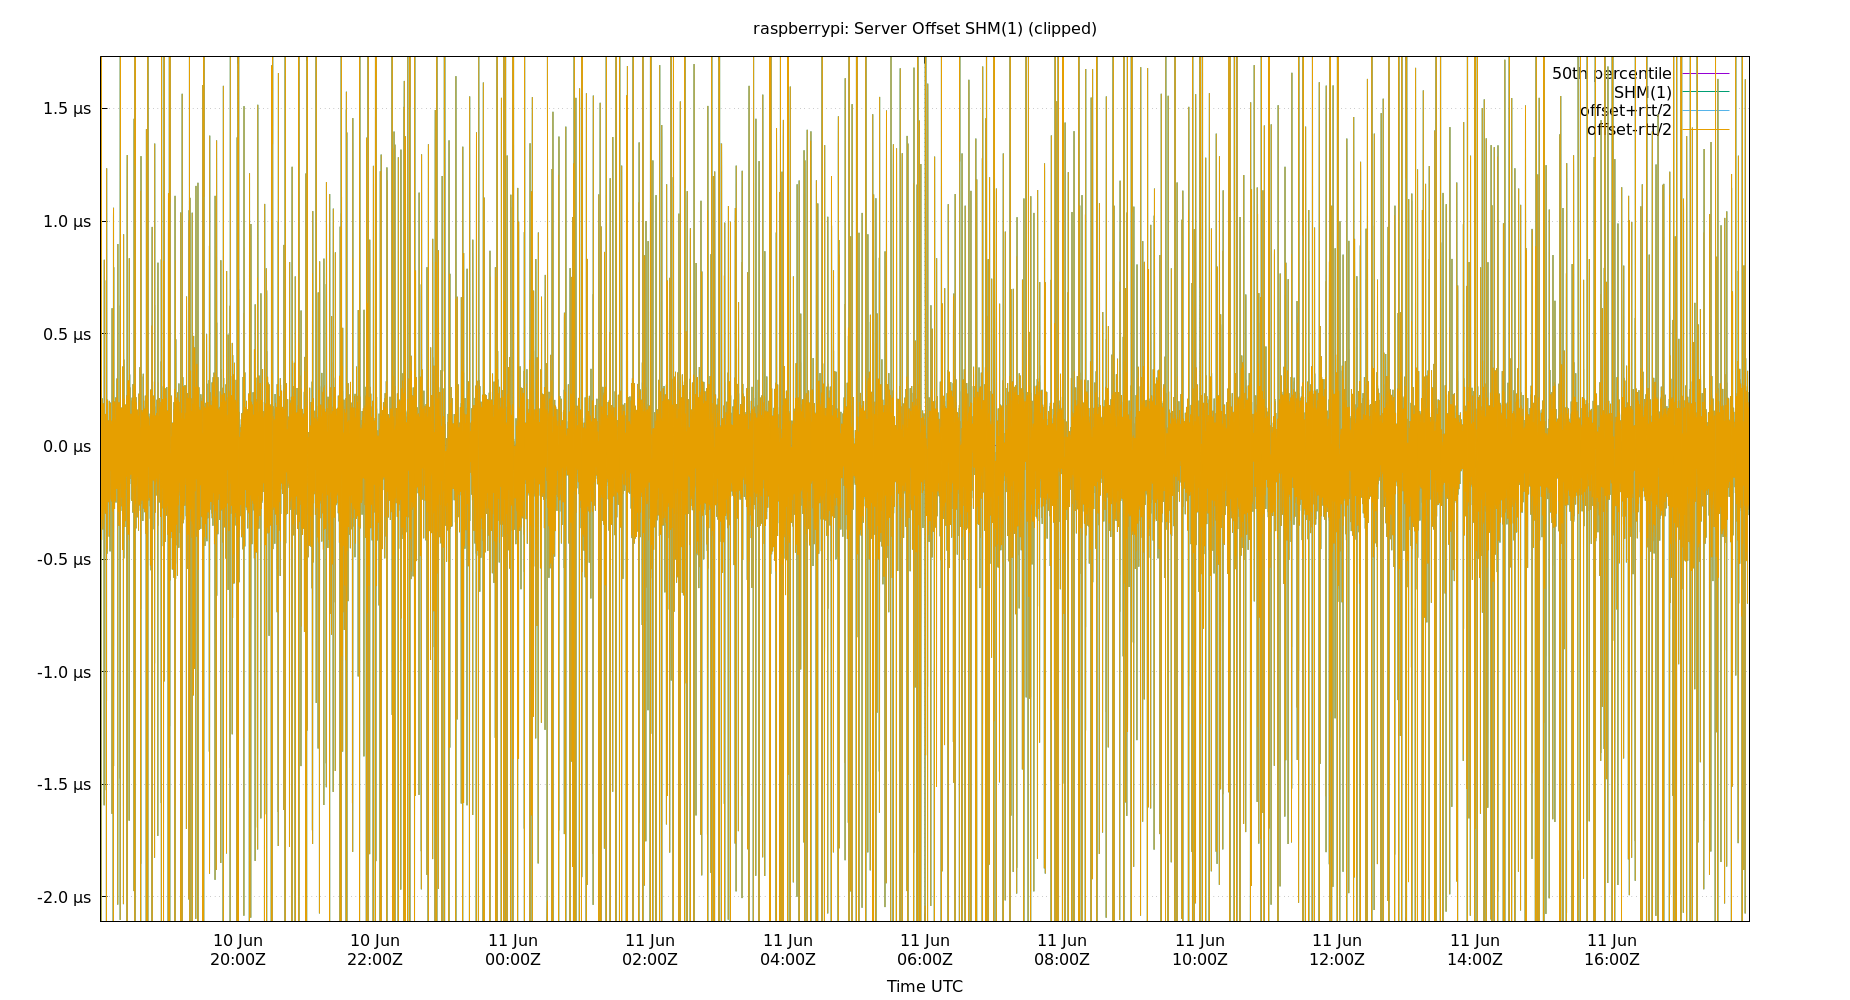 raspberrypi: Server Offset SHM(1) (clipped)
50th percentile
SHM(1)
offset+rtt/2
offset-rtt/2
1.5 µs
1.0 µs
0.5 µs
0.0 µs
-0.5 µs
-1.0 µs
-1.5 µs
-2.0 µs
10 Jun 10 Jun 11 Jun 11 Jun 11 Jun 11 Jun 11 Jun 11 Jun 11 Jun 11 Jun 11 Jun
20:00Z 22:00Z 00:00Z 02:00Z 04:00Z 06:00Z 08:00Z 10:00Z 12:00Z 14:00Z 16:00Z
Time UTC